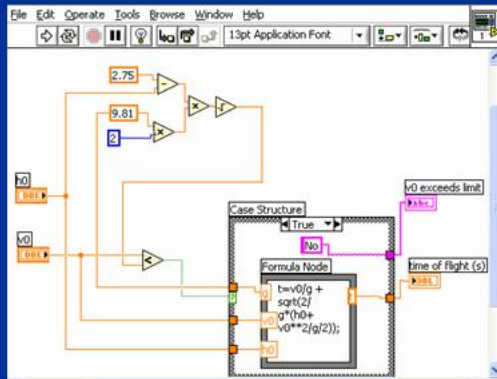 File Edit Operate Tools Browse Window Help
13pt Application Font
1
2.75
9.81
2
h0
DBL
v0
DBL
v0 exceeds limit
abc
Case Structure
True
No
time of flight (s)
DBL
Formula Node
g
t=v0/g +
sqrt(2/
g*(h0+
v0**2/g/2));
t
v0
h0
?